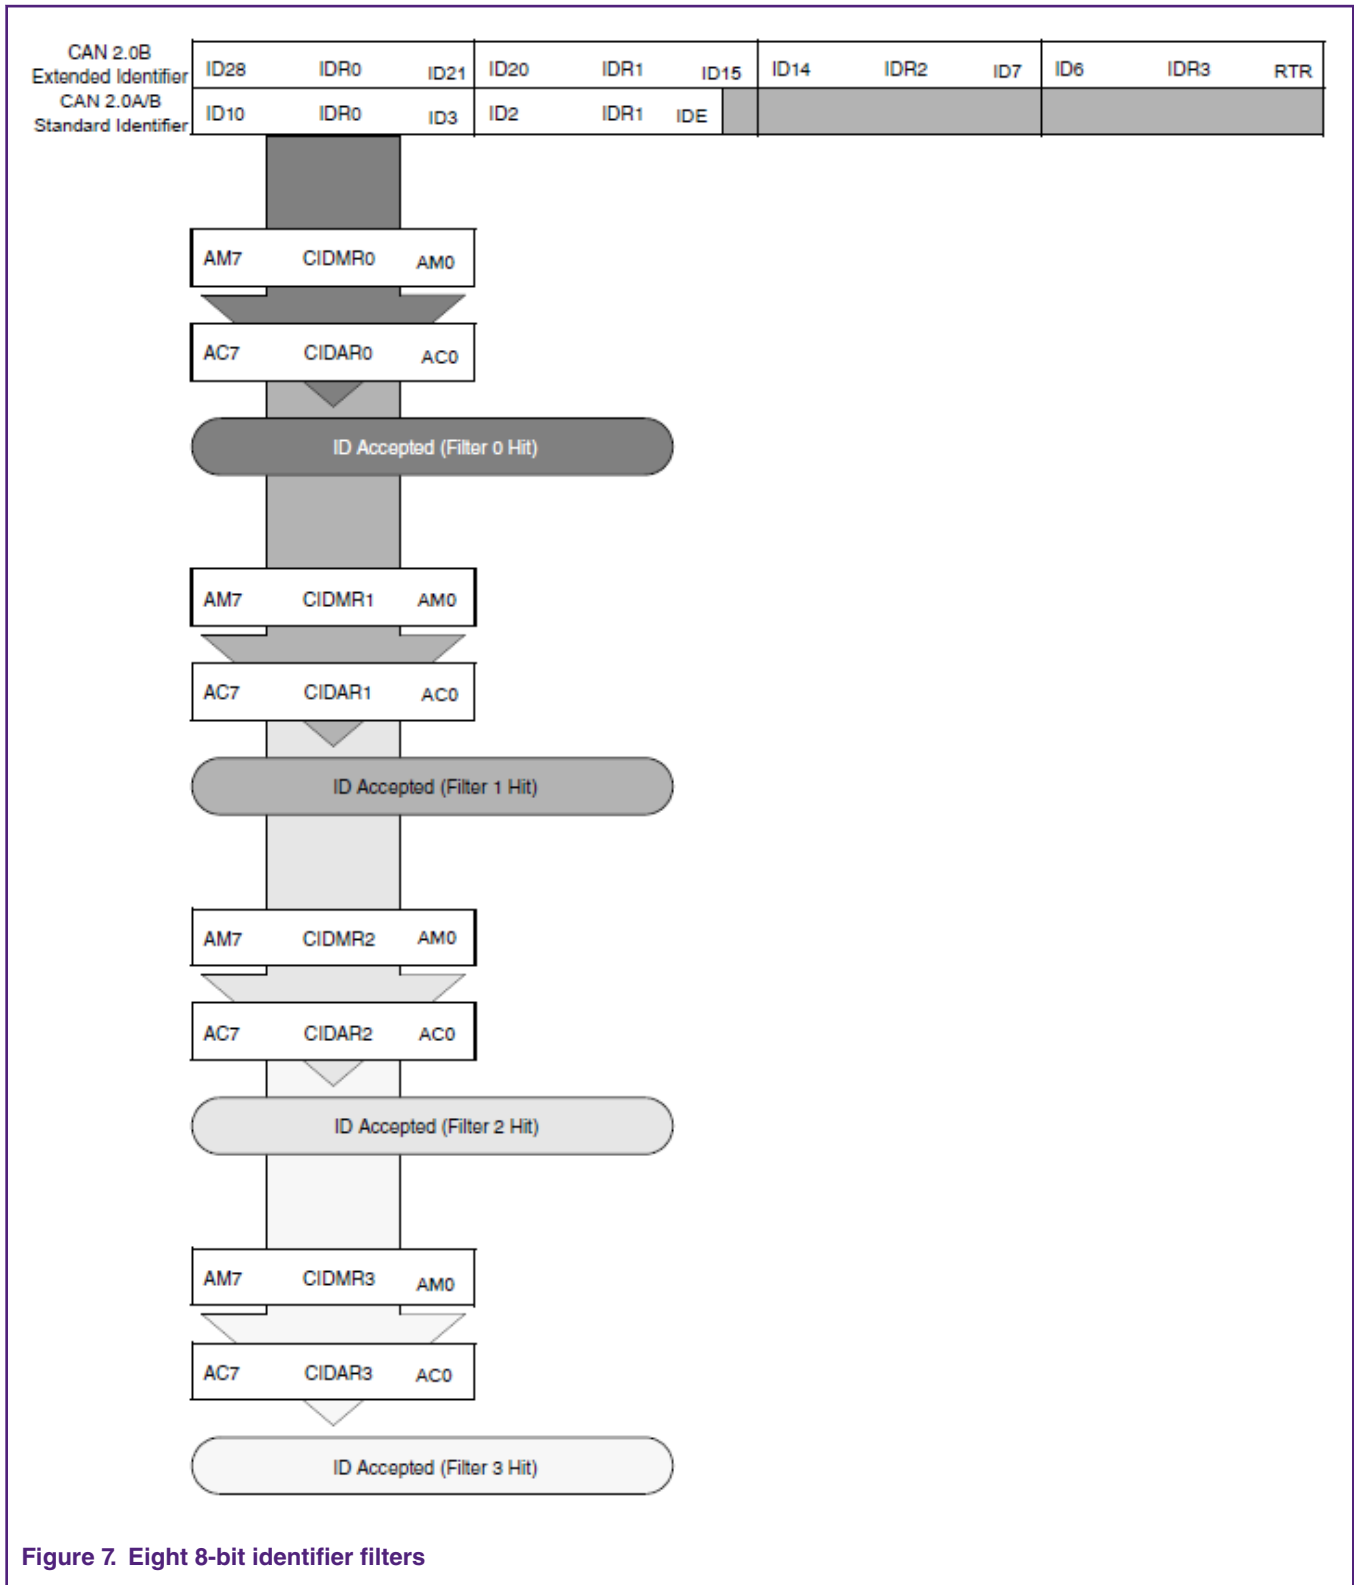 CAN 2.0B
Extended Identifier
ID28 IDR0 ID21 ID20 IDR1 ID15 ID14 IDR2 ID7 ID6 IDR3 RTR
CAN 2.0A/B
Standard Identifier
ID10 IDR0 ID3 ID2 IDR1 IDE
AM7 CIDMR0 AM0
AC7 CIDAR0 AC0
ID Accepted (Filter 0 Hit)
AM7 CIDMR1 AM0
AC7 CIDAR1 AC0
ID Accepted (Filter 1 Hit)
AM7 CIDMR2 AM0
AC7 CIDAR2 AC0
ID Accepted (Filter 2 Hit)
AM7 CIDMR3 AM0
AC7 CIDAR3 AC0
ID Accepted (Filter 3 Hit)
Figure 7. Eight 8-bit identifier filters